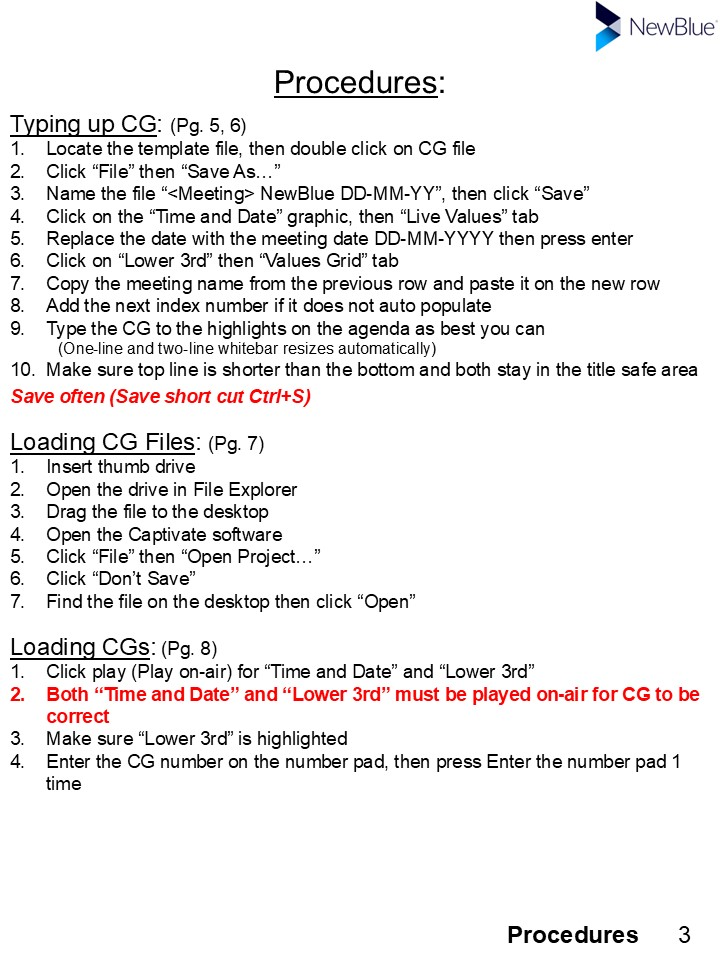 NewBlue
Procedures:
Typing up CG: (Pg. 5, 6)
1. Locate the template file, then double click on CG file
2. Click “File” then “Save As…”
3. Name the file “<Meeting> NewBlue DD-MM-YY”, then click “Save”
4. Click on the “Time and Date” graphic, then “Live Values” tab
5. Replace the date with the meeting date DD-MM-YYYY then press enter
6. Click on “Lower 3rd” then “Values Grid” tab
7. Copy the meeting name from the previous row and paste it on the new row
8. Add the next index number if it does not auto populate
9. Type the CG to the highlights on the agenda as best you can
(One-line and two-line whitebar resizes automatically)
10. Make sure top line is shorter than the bottom and both stay in the title safe area
Save often (Save short cut Ctrl+S)
Loading CG Files: (Pg. 7)
1. Insert thumb drive
2. Open the drive in File Explorer
3. Drag the file to the desktop
4. Open the Captivate software
5. Click “File” then “Open Project…”
6. Click “Don’t Save”
7. Find the file on the desktop then click “Open”
Loading CGs: (Pg. 8)
1. Click play (Play on-air) for “Time and Date” and “Lower 3rd”
2. Both “Time and Date” and “Lower 3rd” must be played on-air for CG to be
correct
3. Make sure “Lower 3rd” is highlighted
4. Enter the CG number on the number pad, then press Enter the number pad 1
time
Procedures 3